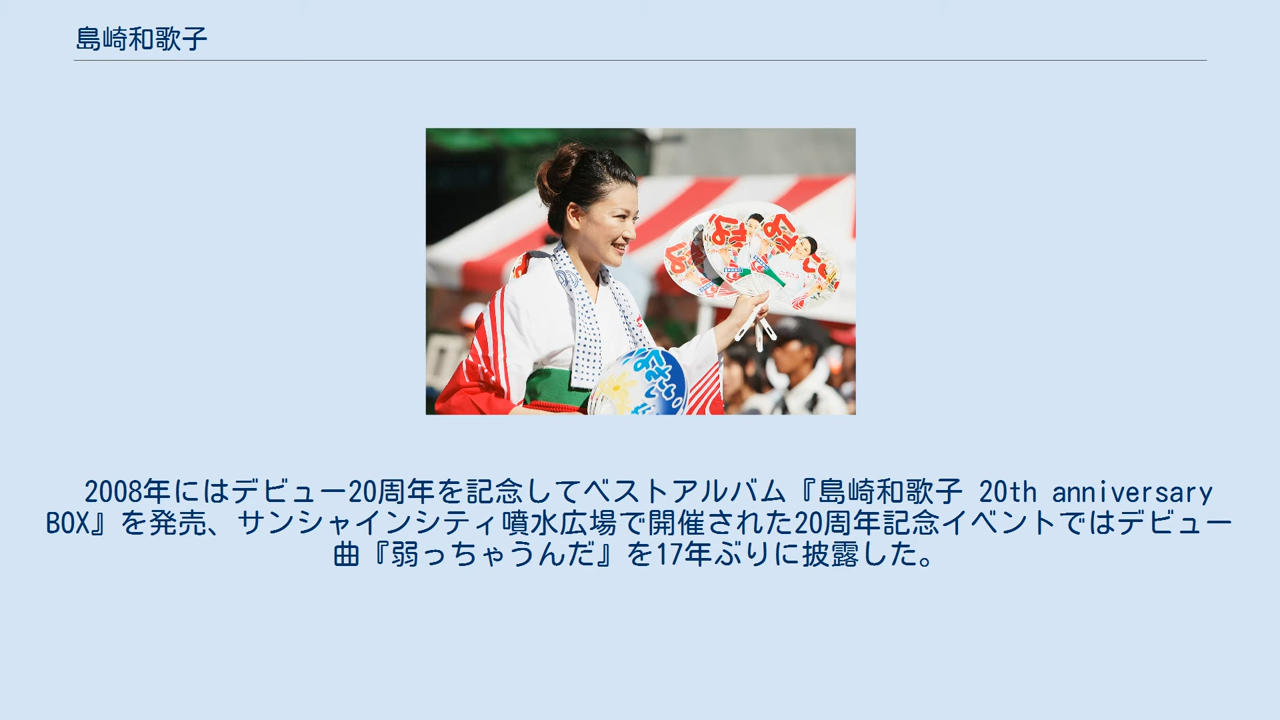 島崎和歌子
2008年にはデビュー20周年を記念してベストアルバム『島崎和歌子 20th anniversary
BOX』を発売、サンシャインシティ噴水広場で開催された20周年記念イベントではデビュー
曲『弱っちゃうんだ』を17年ぶりに披露した。